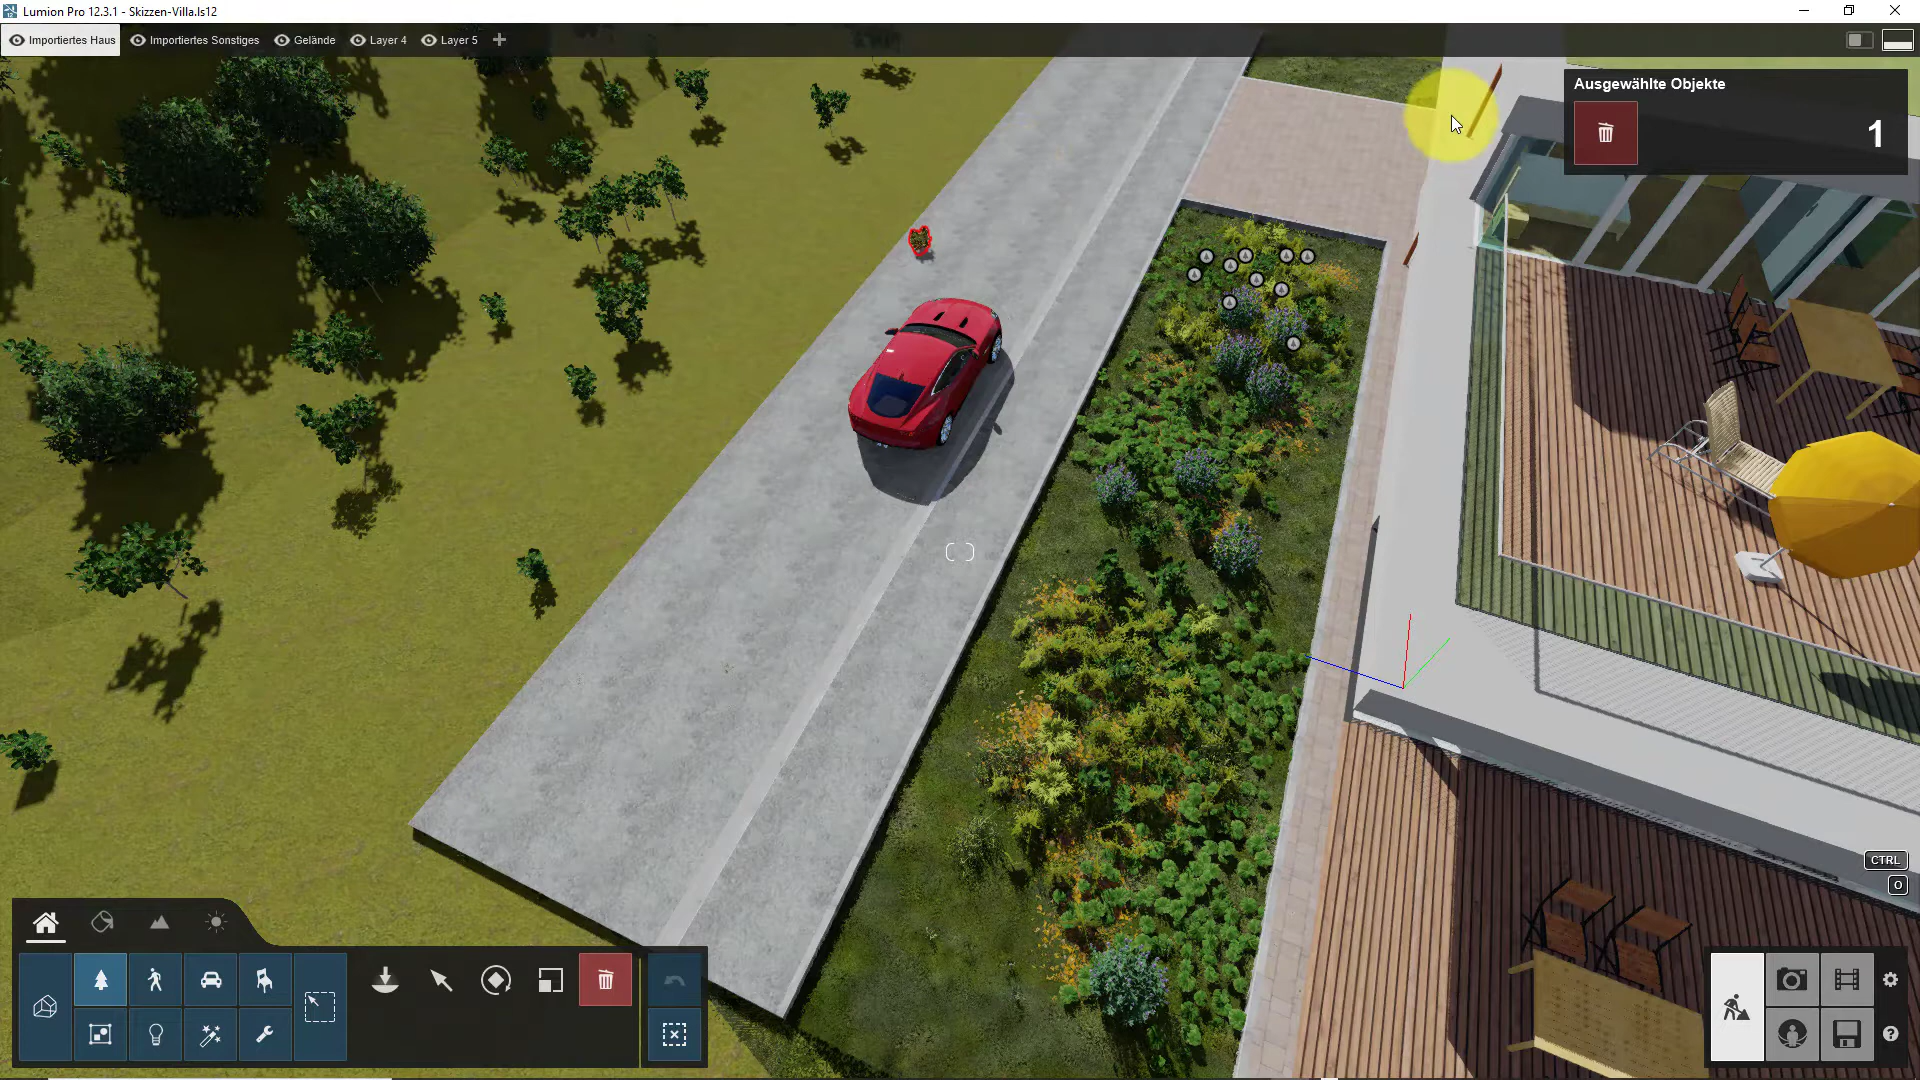 Lumion Pro 12.3.1 - Skizzen-Villa.ls12
Importiertes Haus
Importiertes Sonstiges
Gelände
Layer 4
Layer 5
Ausgewählte Objekte
1
CTRL
O